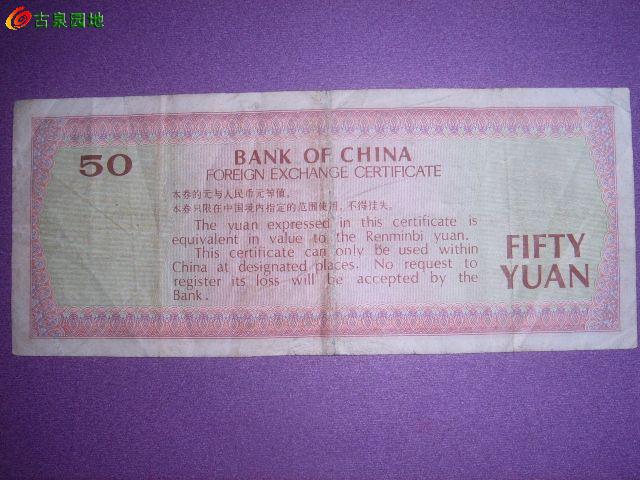 古泉园地
50
BANK OF CHINA
FOREIGN EXCHANGE CERTIFICATE
本券的元与人民币元等值。
本券只限在中国境内指定的范围使用，不得挂失。
The yuan expressed in this certificate is
equivalent in value to the Renminbi yuan.
This certificate can only be used within
China at designated places. No request to
register its loss will be accepted by the
Bank.
FIFTY
YUAN